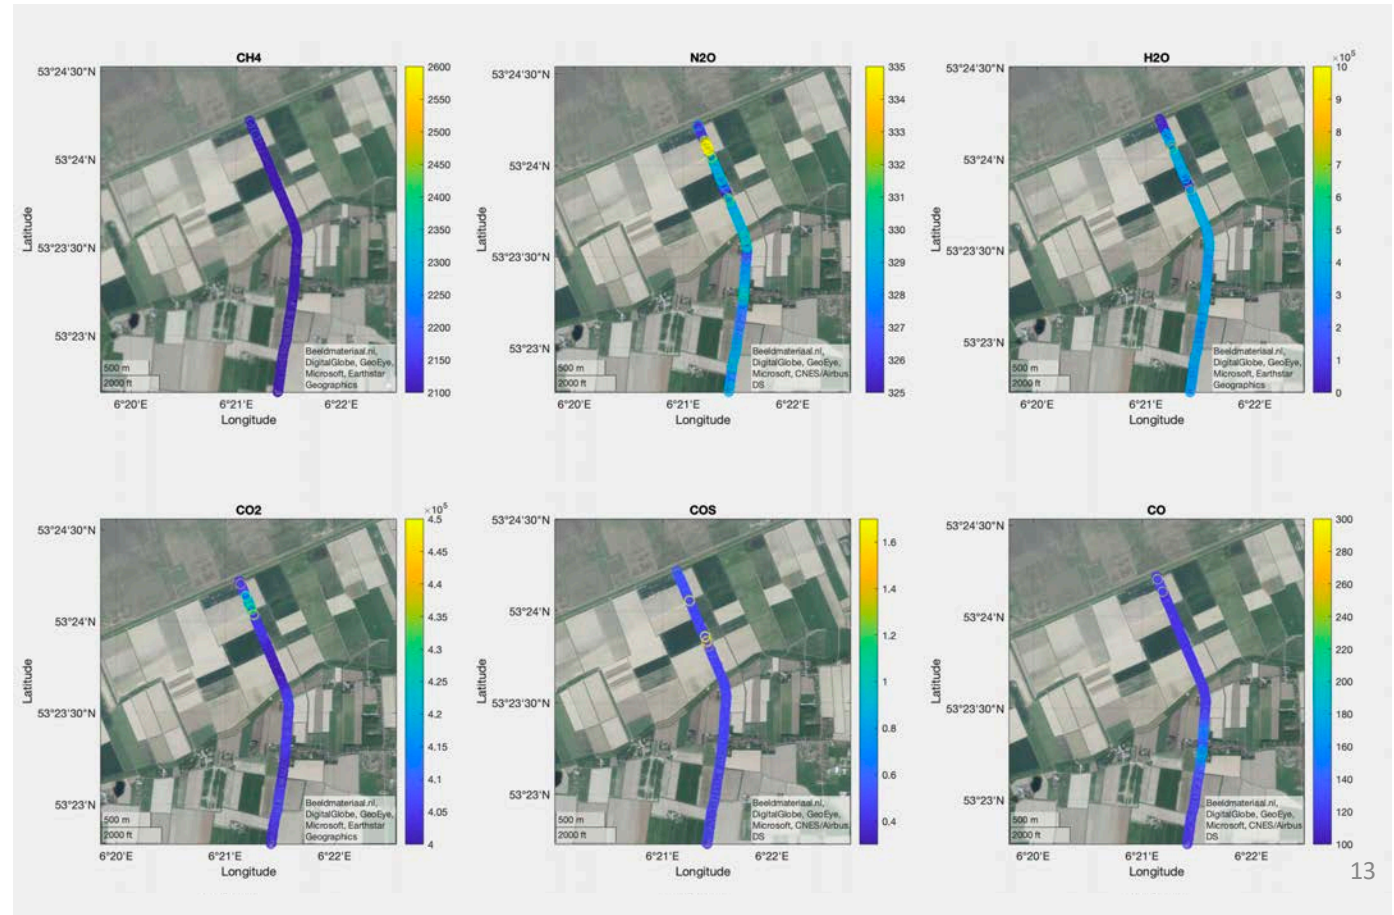 CH4
53°24'30"N
53°24'N
53°23'30"N
53°23'N
Latitude
500 m
2000 ft
Beeldmateriaal.nl,
DigitalGlobe, GeoEye,
Microsoft, Earthstar
Geographics
6°20'E
6°21'E
6°22'E
Longitude
2600
2550
2500
2450
2400
2350
2300
2250
2200
2150
2100
N2O
53°24'30"N
53°24'N
53°23'30"N
53°23'N
Latitude
500 m
2000 ft
Beeldmateriaal.nl,
DigitalGlobe, GeoEye,
Microsoft, CNES/Airbus
DS
6°20'E
6°21'E
6°22'E
Longitude
335
334
333
332
331
330
329
328
327
326
325
H2O
53°24'30"N
53°24'N
53°23'30"N
53°23'N
Latitude
500 m
2000 ft
Beeldmateriaal.nl,
DigitalGlobe, GeoEye,
Microsoft, Earthstar
Geographics
6°20'E
6°21'E
6°22'E
Longitude
×10⁵
10
9
8
7
6
5
4
3
2
1
0
CO2
53°24'30"N
53°24'N
53°23'30"N
53°23'N
Latitude
500 m
2000 ft
Beeldmateriaal.nl,
DigitalGlobe, GeoEye,
Microsoft, Earthstar
Geographics
6°20'E
6°21'E
6°22'E
Longitude
×10⁵
4.5
4.45
4.4
4.35
4.3
4.25
4.2
4.15
4.1
4.05
4
COS
53°24'30"N
53°24'N
53°23'30"N
53°23'N
Latitude
500 m
2000 ft
Beeldmateriaal.nl,
DigitalGlobe, GeoEye,
Microsoft, CNES/Airbus
DS
6°21'E
6°22'E
Longitude
1.6
1.4
1.2
1
0.8
0.6
0.4
CO
53°24'30"N
53°24'N
53°23'30"N
53°23'N
Latitude
500 m
2000 ft
Beeldmateriaal.nl,
DigitalGlobe, GeoEye,
Microsoft, CNES/Airbus
DS
6°20'E
6°21'E
6°22'E
Longitude
300
280
260
240
220
200
180
160
140
120
100
13